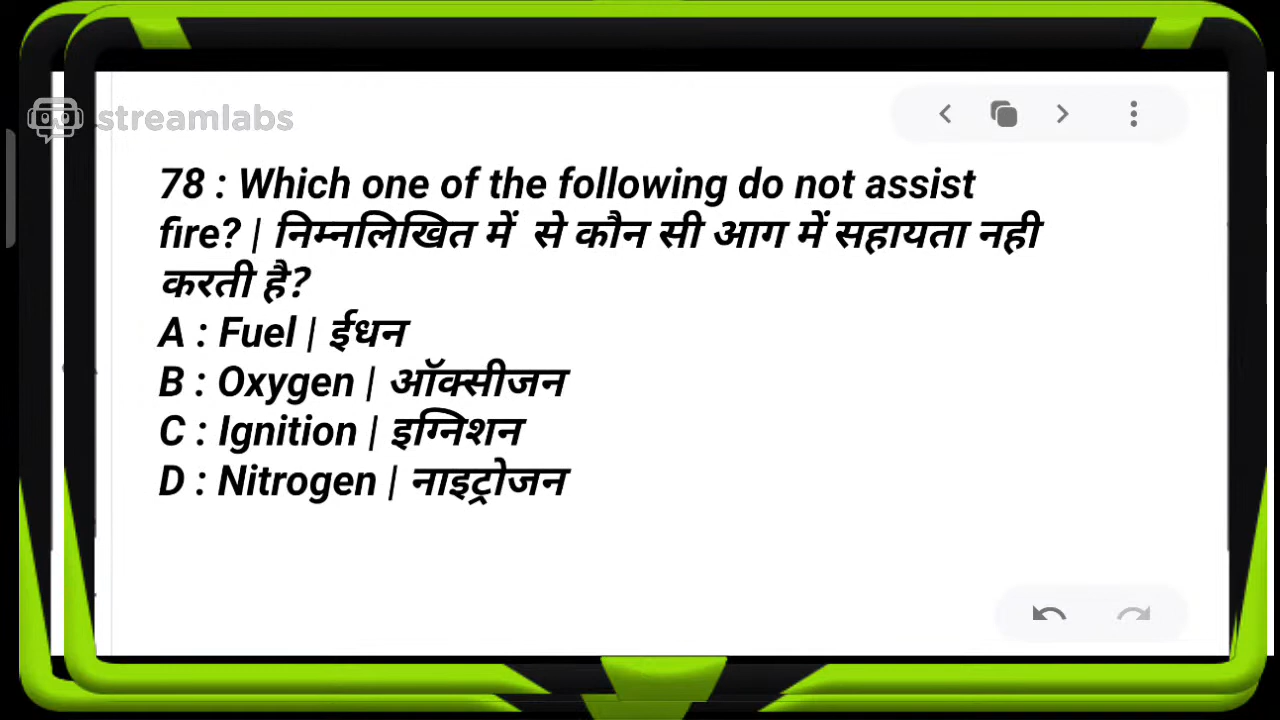 streamlabs
78 : Which one of the following do not assist
fire? | निम्नलिखित में से कौन सी आग में सहायता नही
करती है?
A : Fuel | ईधन
B : Oxygen | ऑक्सीजन
C : Ignition | इग्निशन
D : Nitrogen | नाइट्रोजन